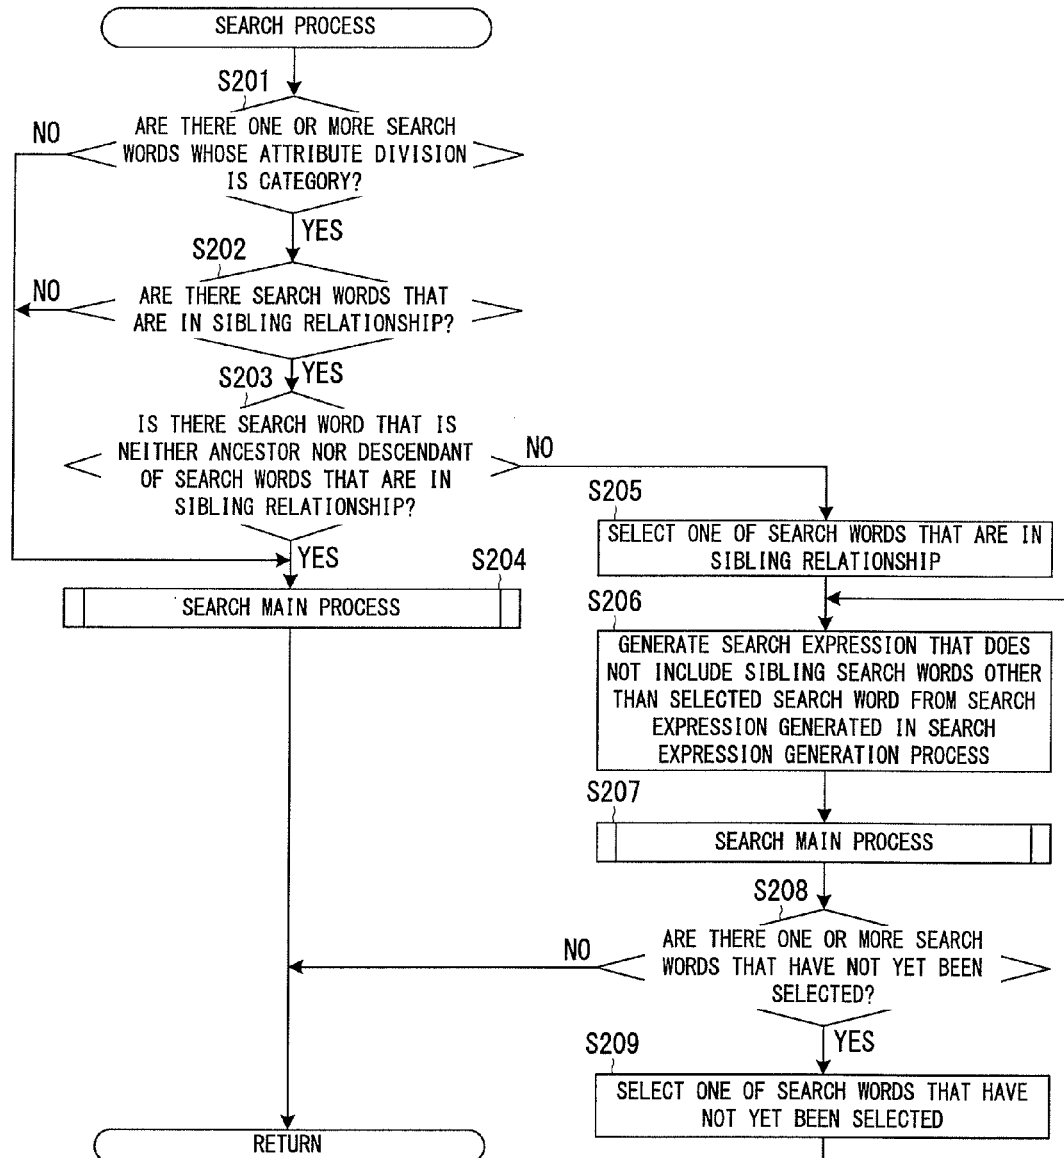 SEARCH PROCESS
S201
ARE THERE ONE OR MORE SEARCH
WORDS WHOSE ATTRIBUTE DIVISION
IS CATEGORY?
NO
YES
S202
ARE THERE SEARCH WORDS THAT
ARE IN SIBLING RELATIONSHIP?
NO
YES
S203
IS THERE SEARCH WORD THAT IS
NEITHER ANCESTOR NOR DESCENDANT
OF SEARCH WORDS THAT ARE IN
SIBLING RELATIONSHIP?
NO
YES
S204
SEARCH MAIN PROCESS
S205
SELECT ONE OF SEARCH WORDS THAT ARE IN
SIBLING RELATIONSHIP
S206
GENERATE SEARCH EXPRESSION THAT DOES
NOT INCLUDE SIBLING SEARCH WORDS OTHER
THAN SELECTED SEARCH WORD FROM SEARCH
EXPRESSION GENERATED IN SEARCH
EXPRESSION GENERATION PROCESS
S207
SEARCH MAIN PROCESS
S208
ARE THERE ONE OR MORE SEARCH
WORDS THAT HAVE NOT YET BEEN
SELECTED?
NO
YES
S209
SELECT ONE OF SEARCH WORDS THAT HAVE
NOT YET BEEN SELECTED
RETURN